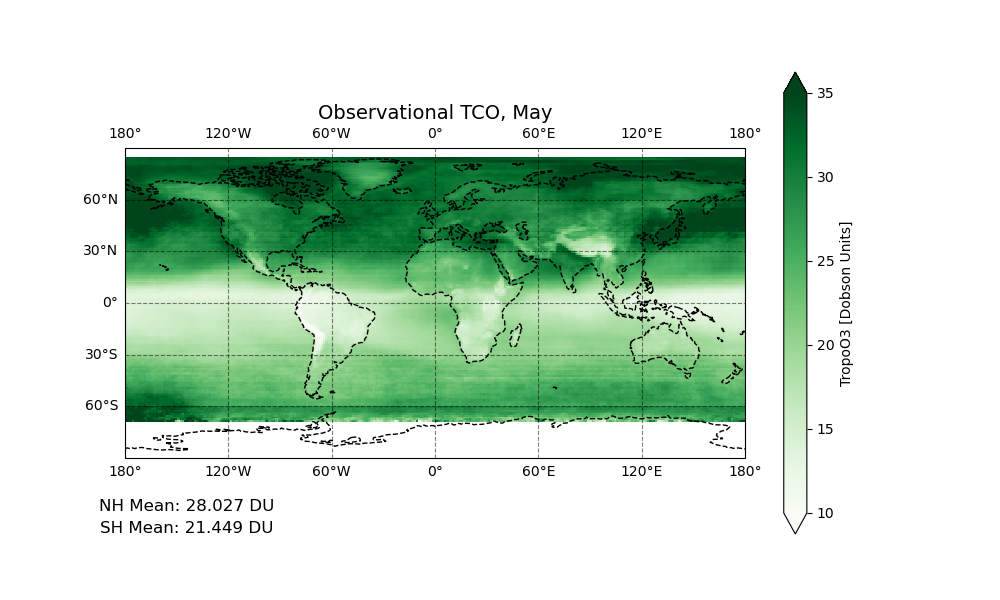 Observational TCO, May
180° 120°W 60°W 0° 60°E 120°E 180°
60°N
30°N
0°
30°S
60°S
180° 120°W 60°W 0° 60°E 120°E 180°
NH Mean: 28.027 DU
SH Mean: 21.449 DU
35
30
25
20
15
10
TropoO3 [Dobson Units]